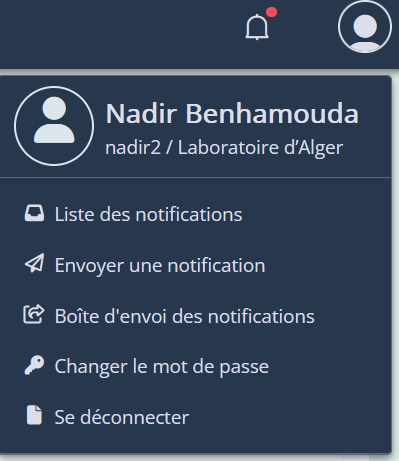 Nadir Benhamouda
nadir2 / Laboratoire d’Alger
Liste des notifications
Envoyer une notification
Boîte d'envoi des notifications
Changer le mot de passe
Se déconnecter